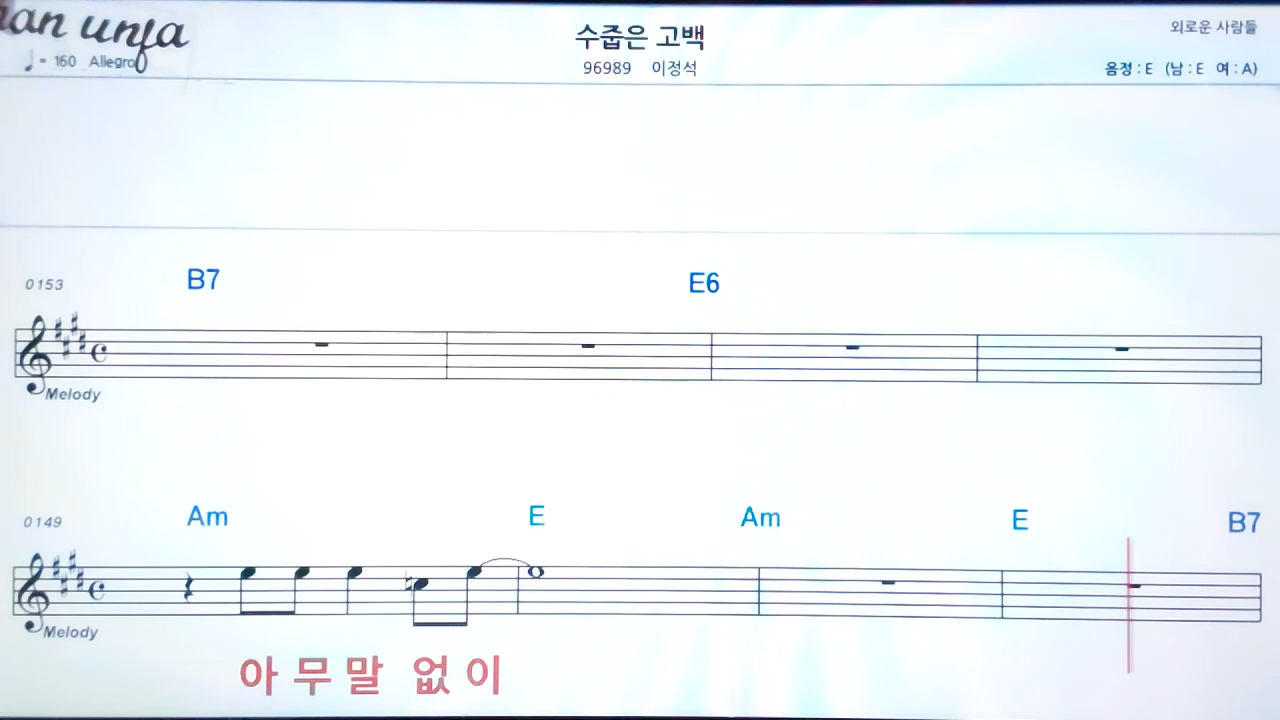 an unja
♩ = 160 Allegro
수줍은 고백
96989 이정석
외로운 사람들
음정 : E (남 : E 여 : A)
0153 B7 E6
Melody
0149 Am E Am E B7
Melody
아 무 말 없 이